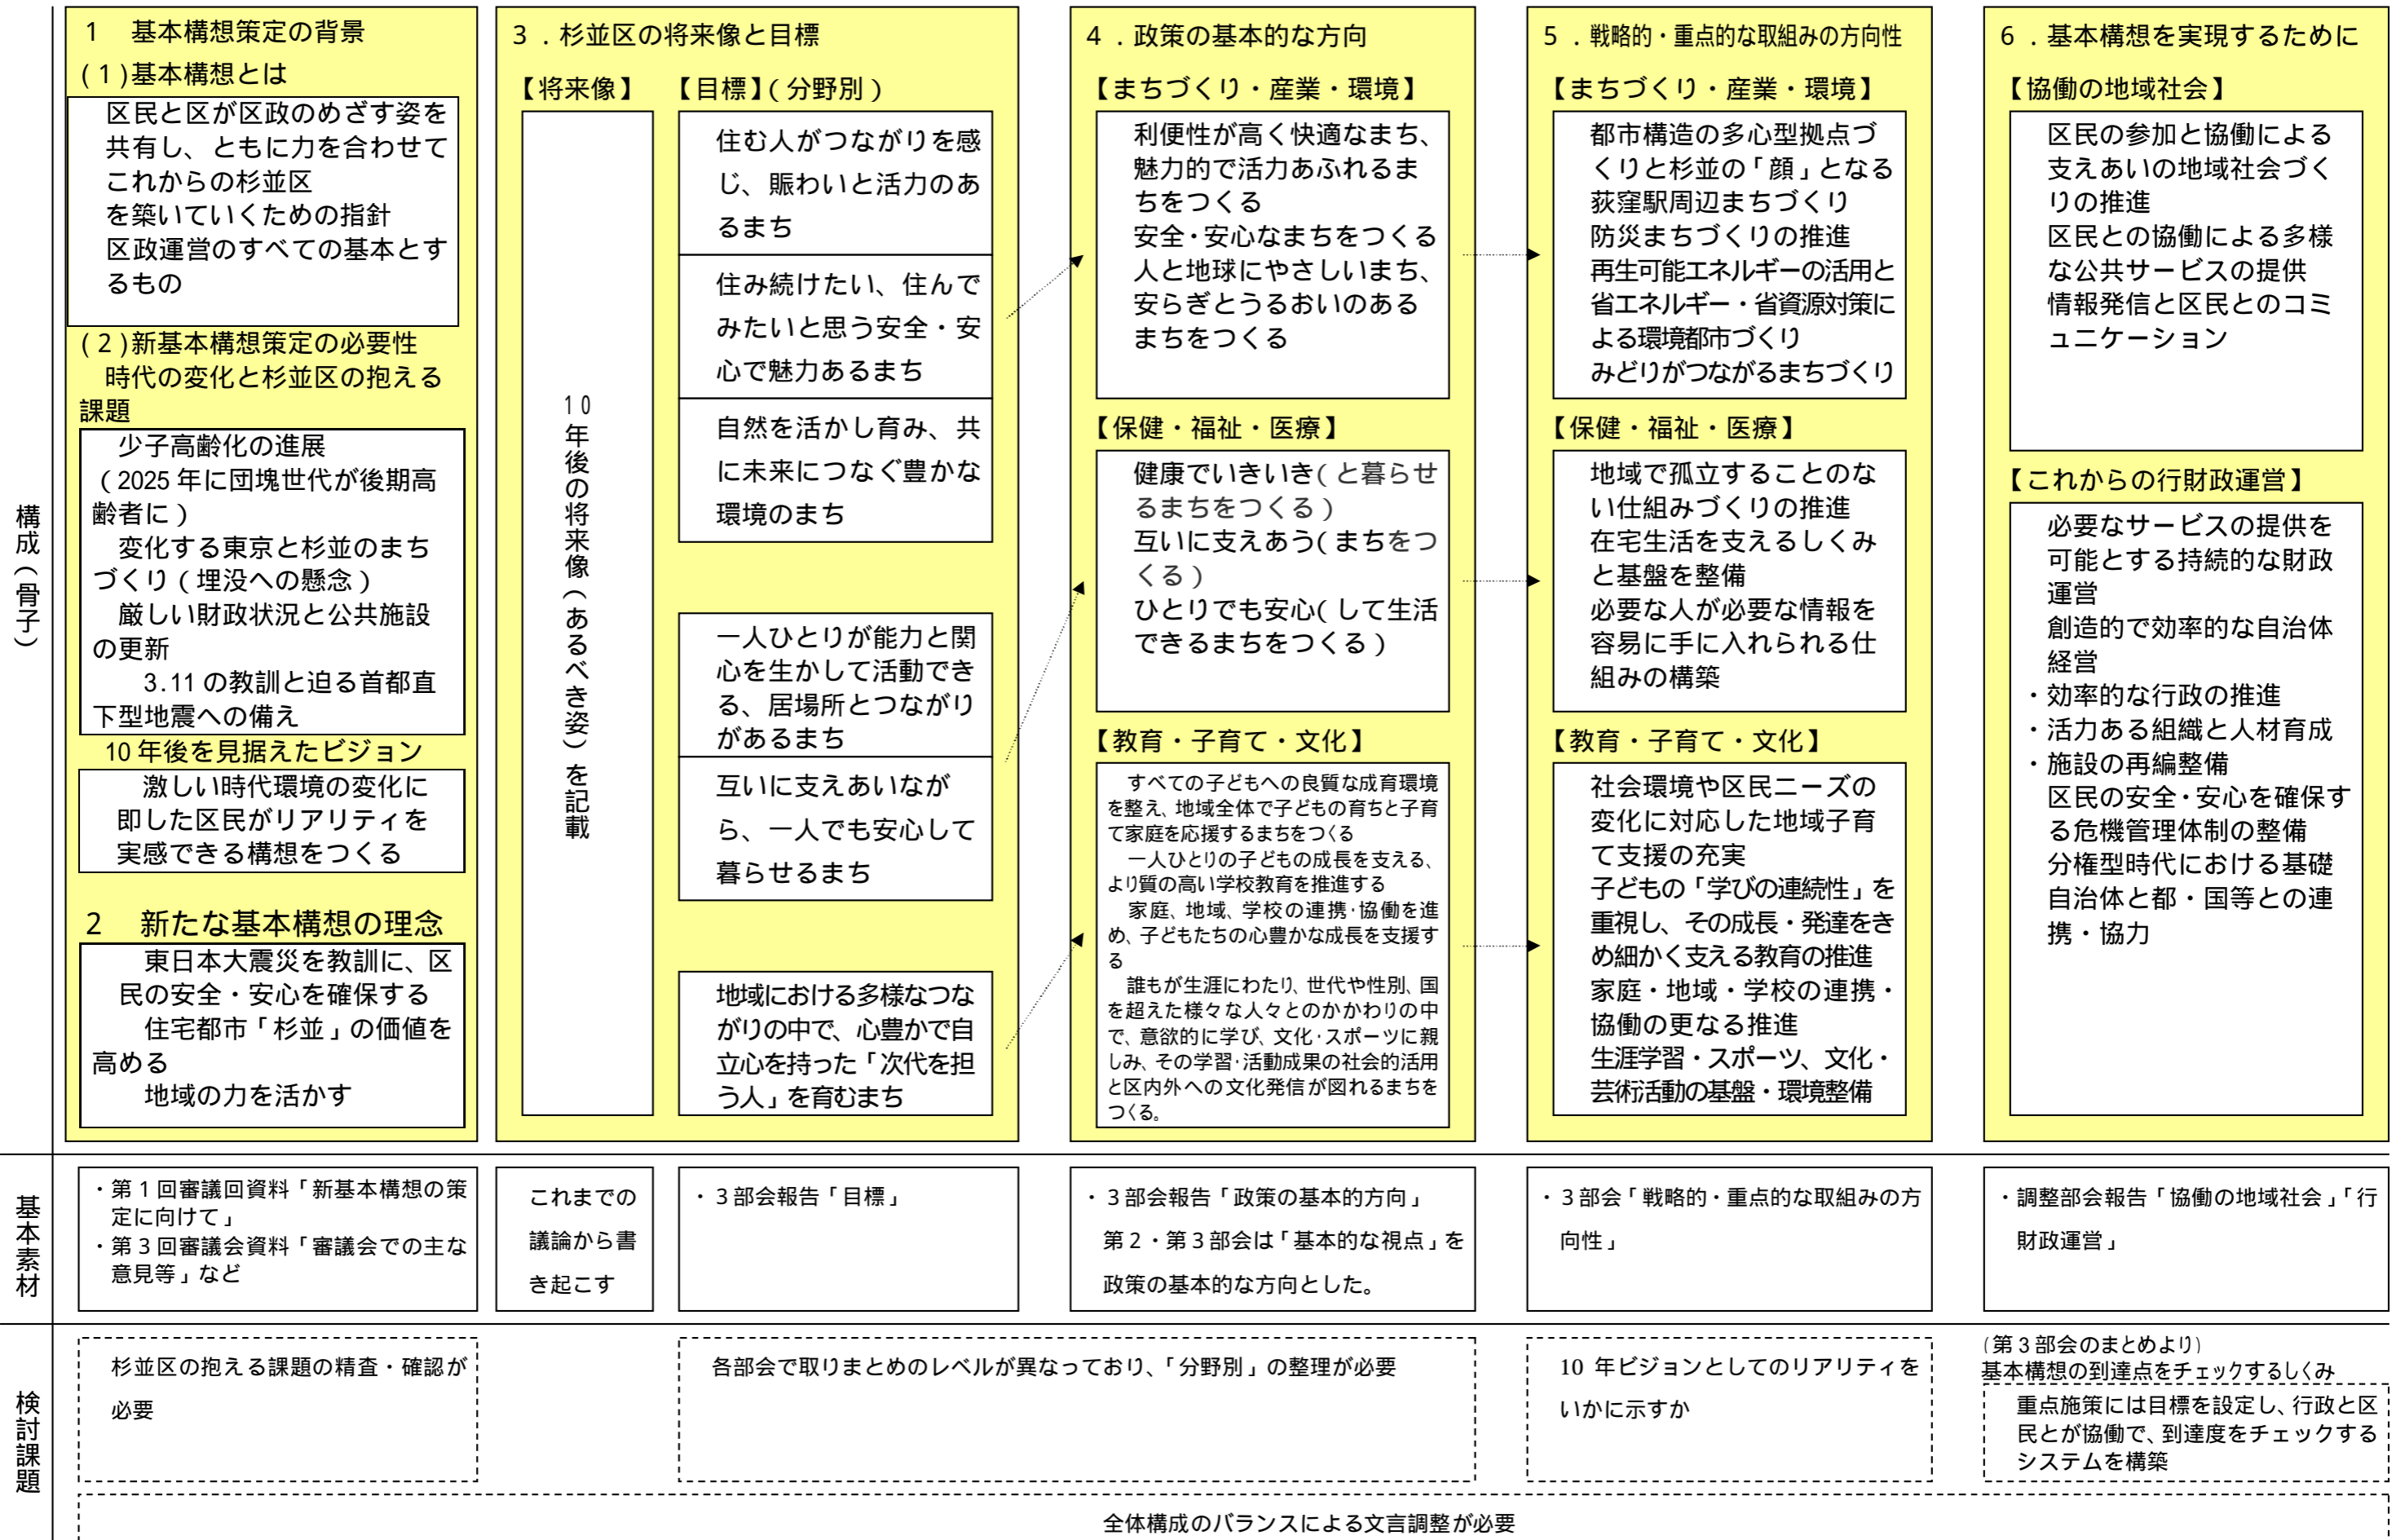 構成（骨子）
1　基本構想策定の背景
(1)基本構想とは
区民と区が区政のめざす姿を
共有し、ともに力を合わせて
これからの杉並区
を築いていくための指針
区政運営のすべての基本とす
るもの
(2)新基本構想策定の必要性
時代の変化と杉並区の抱える
課題
少子高齢化の進展
（2025 年に団塊世代が後期高
齢者に）
変化する東京と杉並のまち
づくり（埋没への懸念）
厳しい財政状況と公共施設
の更新
3.11 の教訓と迫る首都直
下型地震への備え
10 年後を見据えたビジョン
激しい時代環境の変化に
即した区民がリアリティを
実感できる構想をつくる
2　新たな基本構想の理念
東日本大震災を教訓に、区
民の安全・安心を確保する
住宅都市「杉並」の価値を
高める
地域の力を活かす
3．杉並区の将来像と目標
【将来像】
10年後の将来像（あるべき姿）を記載
【目標】（分野別）
住む人がつながりを感
じ、賑わいと活力のあ
るまち
住み続けたい、住んで
みたいと思う安全・安
心で魅力あるまち
自然を活かし育み、共
に未来につなぐ豊かな
環境のまち
一人ひとりが能力と関
心を生かして活動でき
る、居場所とつながり
があるまち
互いに支えあいなが
ら、一人でも安心して
暮らせるまち
地域における多様なつな
がりの中で、心豊かで自
立心を持った「次代を担
う人」を育むまち
4．政策の基本的な方向
【まちづくり・産業・環境】
利便性が高く快適なまち、
魅力的で活力あふれるま
ちをつくる
安全・安心なまちをつくる
人と地球にやさしいまち、
安らぎとうるおいのある
まちをつくる
【保健・福祉・医療】
健康でいきいき（と暮らせ
るまちをつくる）
互いに支えあう（まちをつ
くる）
ひとりでも安心（して生活
できるまちをつくる）
【教育・子育て・文化】
すべての子どもへの良質な成育環境
を整え、地域全体で子どもの育ちと子育
て家庭を応援するまちをつくる
一人ひとりの子どもの成長を支える、
より質の高い学校教育を推進する
家庭、地域、学校の連携・協働を進
め、子どもたちの心豊かな成長を支援す
る
誰もが生涯にわたり、世代や性別、国
を超えた様々な人々とのかかわりの中
で、意欲的に学び、文化・スポーツに親
しみ、その学習・活動成果の社会的活用
と区内外への文化発信が図れるまちを
つくる。
5．戦略的・重点的な取組みの方向性
【まちづくり・産業・環境】
都市構造の多心型拠点づ
くりと杉並の「顔」となる
荻窪駅周辺まちづくり
防災まちづくりの推進
再生可能エネルギーの活用と
省エネルギー・省資源対策に
よる環境都市づくり
みどりがつながるまちづくり
【保健・福祉・医療】
地域で孤立することのな
い仕組みづくりの推進
在宅生活を支えるしくみ
と基盤を整備
必要な人が必要な情報を
容易に手に入れられる仕
組みの構築
【教育・子育て・文化】
社会環境や区民ニーズの
変化に対応した地域子育
て支援の充実
子どもの「学びの連続性」を
重視し、その成長・発達をき
め細かく支える教育の推進
家庭・地域・学校の連携・
協働の更なる推進
生涯学習・スポーツ、文化・
芸術活動の基盤・環境整備
6．基本構想を実現するために
【協働の地域社会】
区民の参加と協働による
支えあいの地域社会づく
りの推進
区民との協働による多様
な公共サービスの提供
情報発信と区民とのコミ
ュニケーション
【これからの行財政運営】
必要なサービスの提供を
可能とする持続的な財政
運営
創造的で効率的な自治体
経営
・効率的な行政の推進
・活力ある組織と人材育成
・施設の再編整備
区民の安全・安心を確保す
る危機管理体制の整備
分権型時代における基礎
自治体と都・国等との連
携・協力
基本素材
・第1回審議回資料「新基本構想の策
定に向けて」
・第3回審議会資料「審議会での主な
意見等」など
これまでの
議論から書
き起こす
・3部会報告「目標」
・3部会報告「政策の基本的方向」
第2・第3部会は「基本的な視点」を
政策の基本的な方向とした。
・3部会「戦略的・重点的な取組みの方
向性」
・調整部会報告「協働の地域社会」「行
財政運営」
検討課題
杉並区の抱える課題の精査・確認が
必要
各部会で取りまとめのレベルが異なっており、「分野別」の整理が必要
10 年ビジョンとしてのリアリティを
いかに示すか
（第3部会のまとめより）
基本構想の到達点をチェックするしくみ
重点施策には目標を設定し、行政と区
民とが協働で、到達度をチェックする
システムを構築
全体構成のバランスによる文言調整が必要